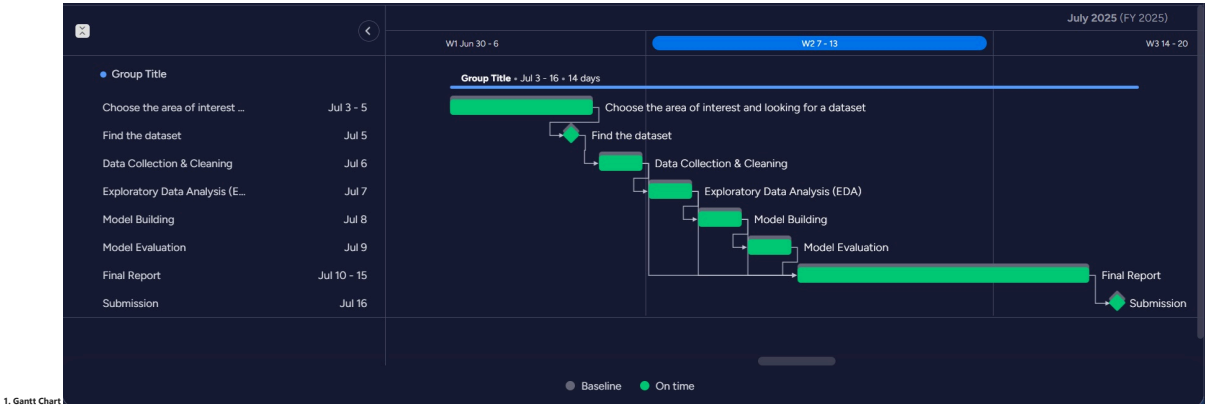 July 2025 (FY 2025)
W1 Jun 30 - 6
W2 7 - 13
W3 14 - 20
Group Title
Group Title • Jul 3 - 16 • 14 days
Choose the area of interest ... Jul 3 - 5
Choose the area of interest and looking for a dataset
Find the dataset Jul 5
Find the dataset
Data Collection & Cleaning Jul 6
Data Collection & Cleaning
Exploratory Data Analysis (E... Jul 7
Exploratory Data Analysis (EDA)
Model Building Jul 8
Model Building
Model Evaluation Jul 9
Model Evaluation
Final Report Jul 10 - 15
Final Report
Submission Jul 16
Submission
Baseline On time
1. Gantt Chart